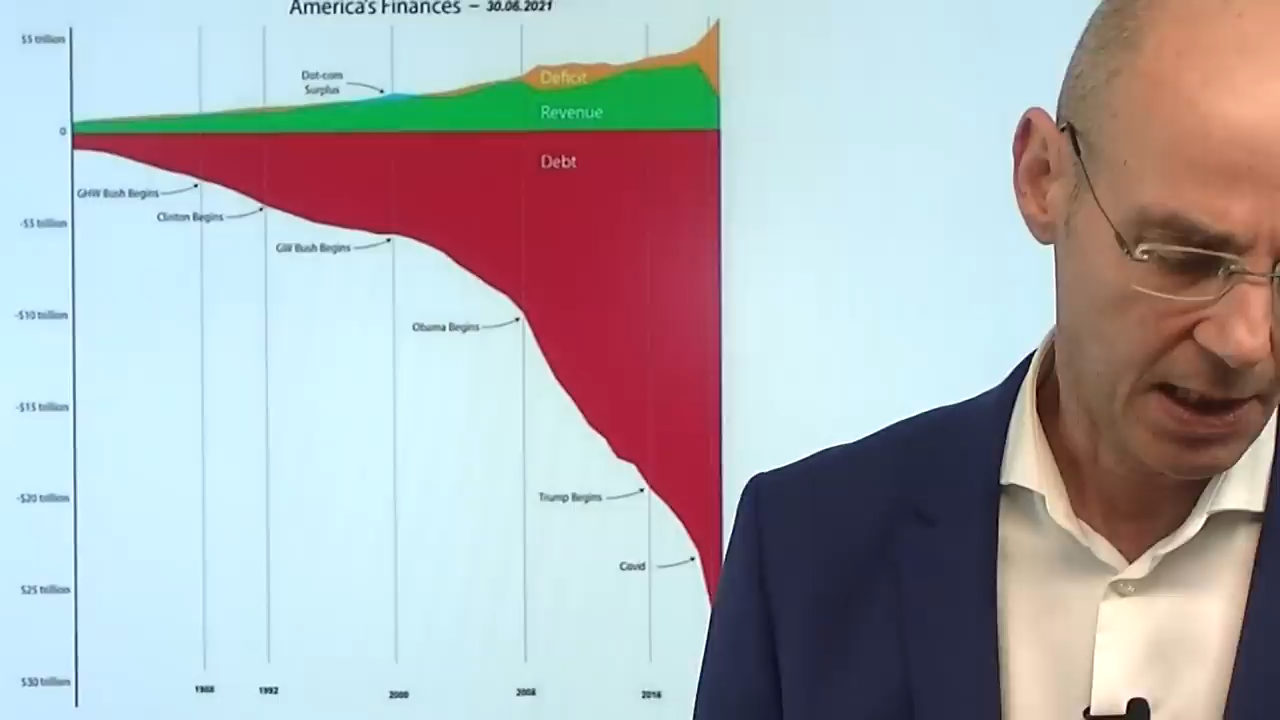 America's Finances – 30.06.2021
$5 trillion
Dot-com
Surplus
Deficit
Revenue
0
Debt
GHW Bush Begins
Clinton Begins
-$5 trillion
GW Bush Begins
-$10 trillion
Obama Begins
-$15 trillion
-$20 trillion
Trump Begins
Covid
$25 trillion
$30 trillion
1988
1992
2000
2008
2016